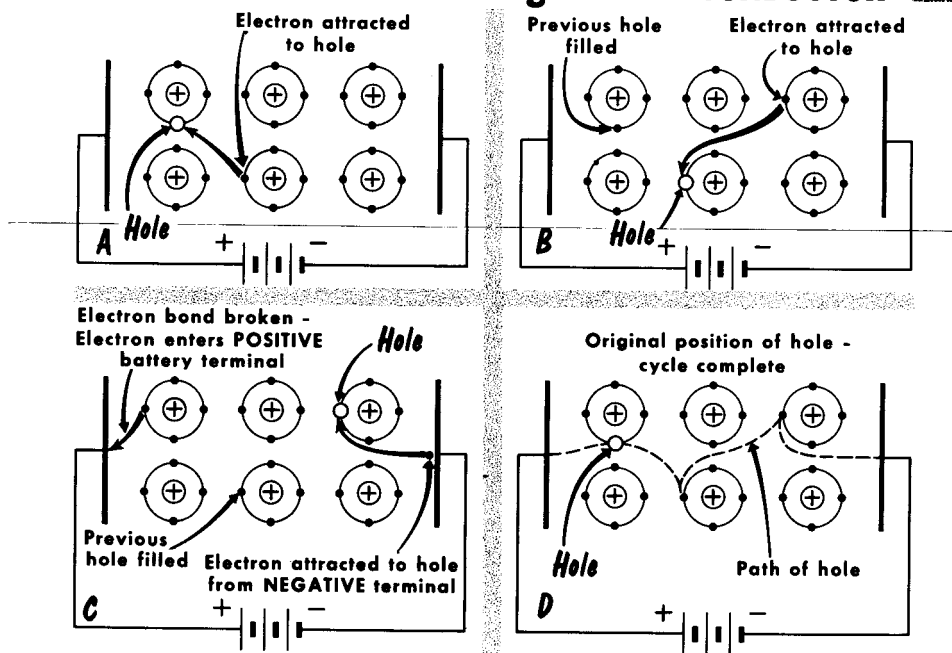 Electron attracted
to hole
Hole
A
+ −
Previous hole
filled
Electron attracted
to hole
Hole
B
+ −
Electron bond broken -
Electron enters POSITIVE
battery terminal
Hole
Previous
hole filled
Electron attracted to hole
from NEGATIVE terminal
C
+ −
Original position of hole -
cycle complete
Hole
Path of hole
D
+ −